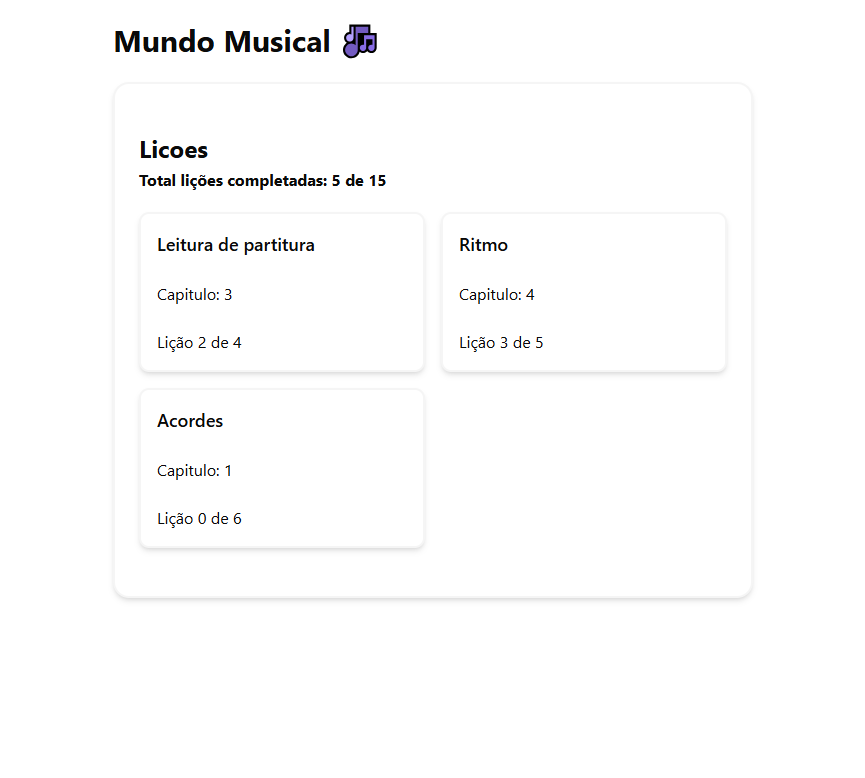 Mundo Musical
Licoes
Total lições completadas: 5 de 15
Leitura de partitura
Capitulo: 3
Lição 2 de 4
Ritmo
Capitulo: 4
Lição 3 de 5
Acordes
Capitulo: 1
Lição 0 de 6